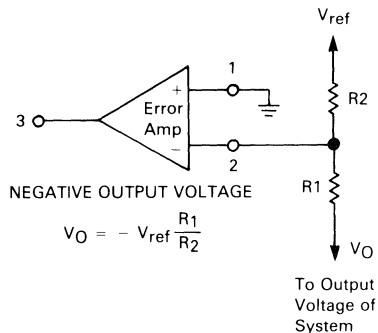 Vref
1
+
Error
Amp
3
R2
−
2
R1
NEGATIVE OUTPUT VOLTAGE
VO = − Vref R1/R2
VO
To Output
Voltage of
System